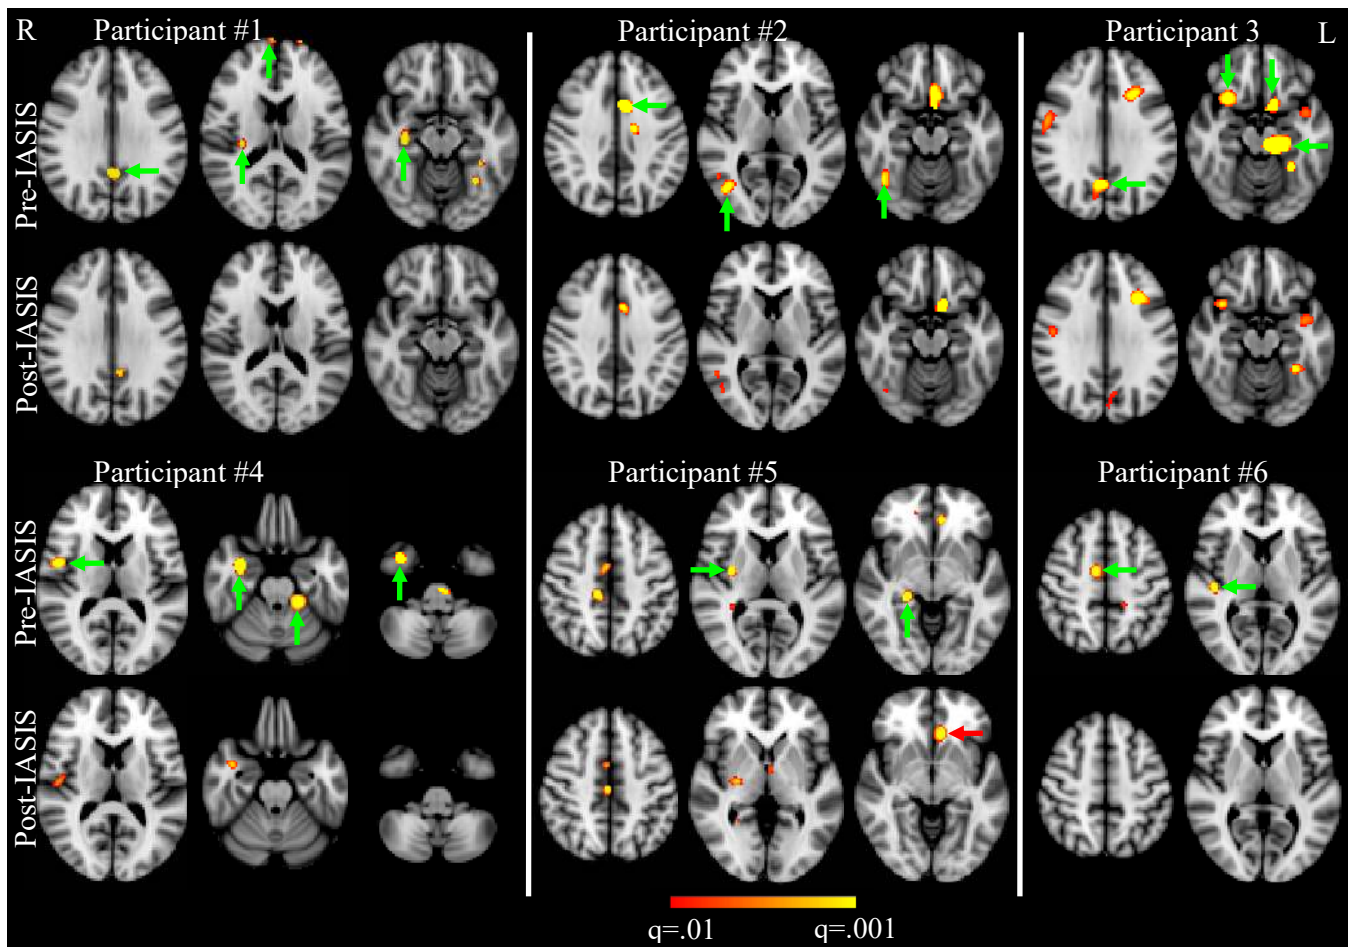 R
Participant #1
Participant #2
Participant 3
L
Pre-IASIS
Post-IASIS
Participant #4
Participant #5
Participant #6
Pre-IASIS
Post-IASIS
q=.01
q=.001